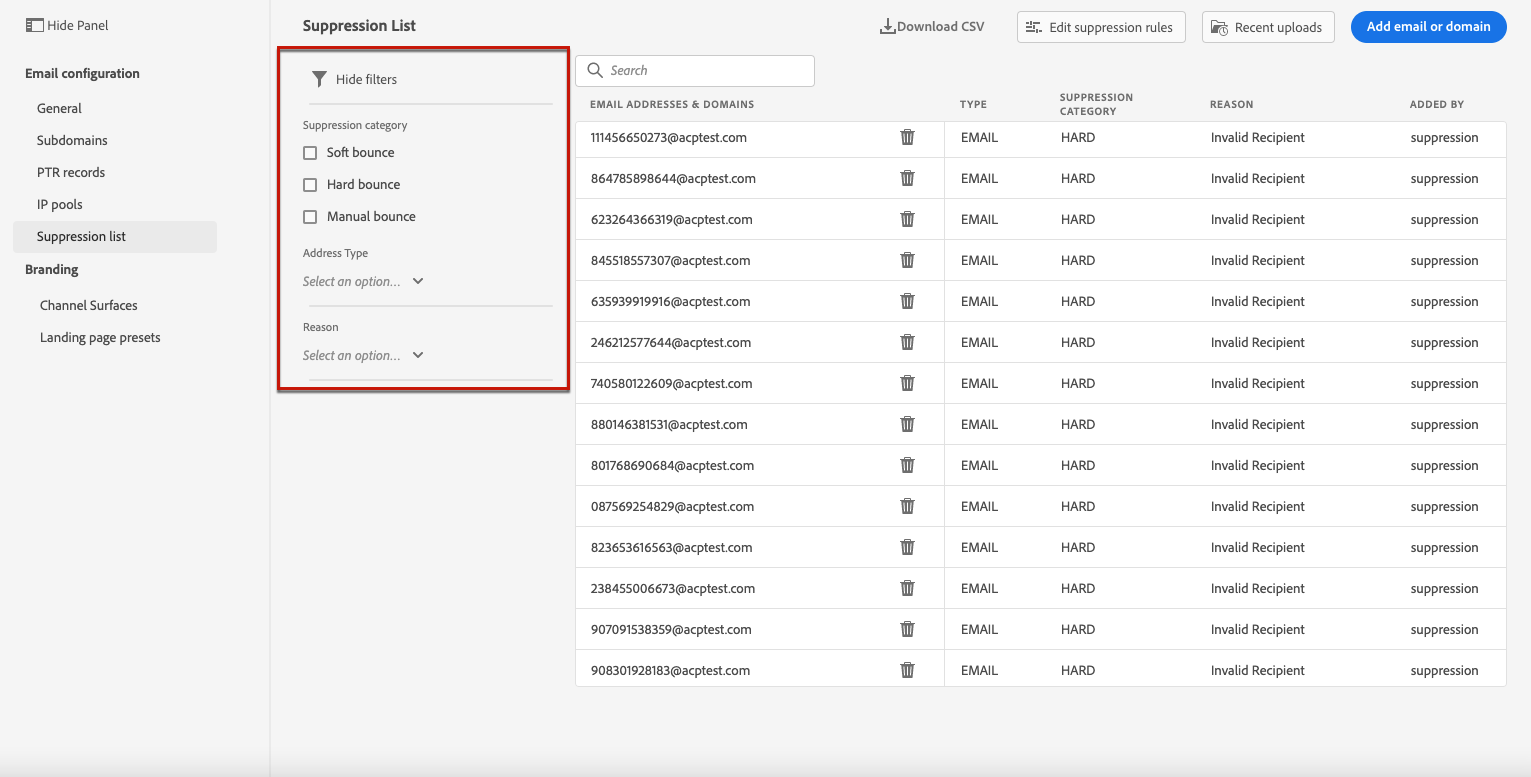 Hide Panel
Email configuration
General
Subdomains
PTR records
IP pools
Suppression list
Branding
Channel Surfaces
Landing page presets
Suppression List
Download CSV
Edit suppression rules
Recent uploads
Add email or domain
Hide filters
Suppression category
Soft bounce
Hard bounce
Manual bounce
Address Type
Select an option...
Reason
Select an option...
Search
EMAIL ADDRESSES & DOMAINS TYPE SUPPRESSION CATEGORY REASON ADDED BY
111456650273@acptest.com EMAIL HARD Invalid Recipient suppression
864785898644@acptest.com EMAIL HARD Invalid Recipient suppression
623264366319@acptest.com EMAIL HARD Invalid Recipient suppression
845518557307@acptest.com EMAIL HARD Invalid Recipient suppression
635939919916@acptest.com EMAIL HARD Invalid Recipient suppression
246212577644@acptest.com EMAIL HARD Invalid Recipient suppression
740580122609@acptest.com EMAIL HARD Invalid Recipient suppression
880146381531@acptest.com EMAIL HARD Invalid Recipient suppression
801768690684@acptest.com EMAIL HARD Invalid Recipient suppression
087569254829@acptest.com EMAIL HARD Invalid Recipient suppression
823653616563@acptest.com EMAIL HARD Invalid Recipient suppression
238455006673@acptest.com EMAIL HARD Invalid Recipient suppression
907091538359@acptest.com EMAIL HARD Invalid Recipient suppression
908301928183@acptest.com EMAIL HARD Invalid Recipient suppression